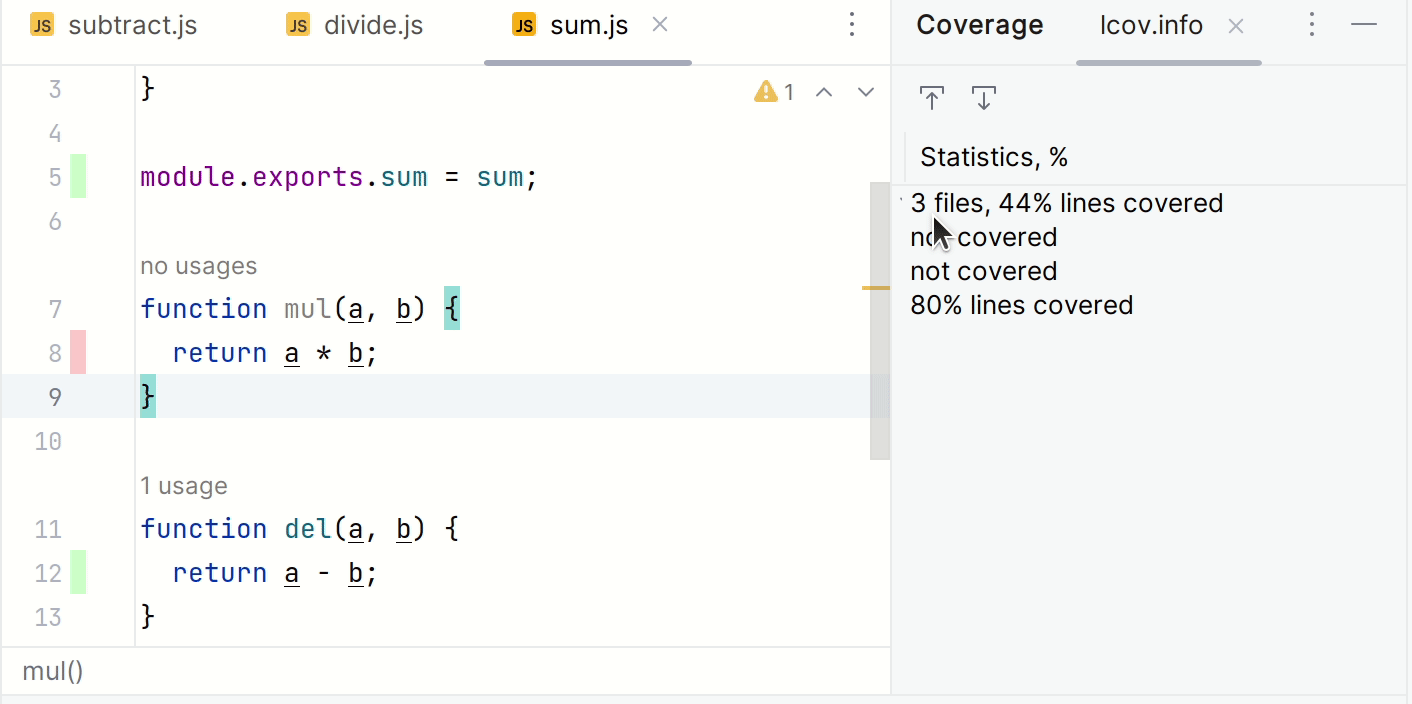 JS subtract.js JS divide.js JS sum.js
3 }
4
5 module.exports.sum = sum;
6
no usages
7 function mul(a, b) {
8 return a * b;
9 }
10
1 usage
11 function del(a, b) {
12 return a - b;
13 }
mul()
1
Coverage lcov.info
Statistics, %
3 files, 44% lines covered
not covered
not covered
80% lines covered